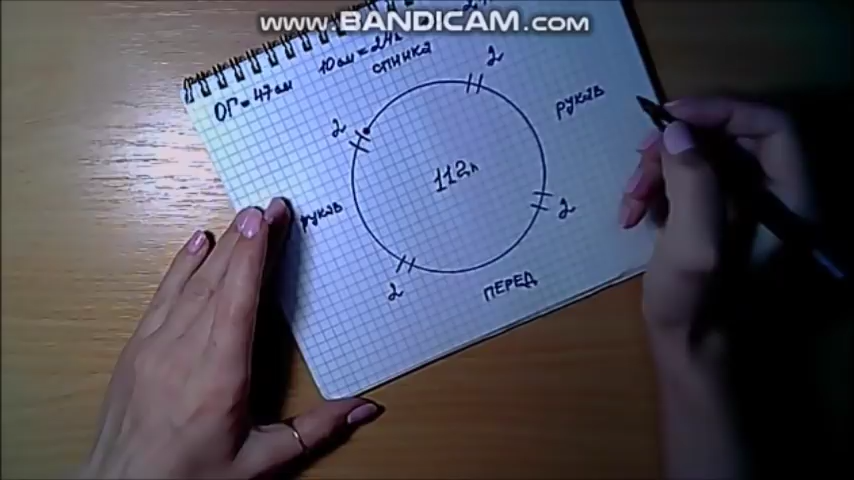 www.BANDICAM.com
10см = 24п
ОГ = 47см
спинка
2
2
рукав
112п
рукав
2
2
ПЕРЕД